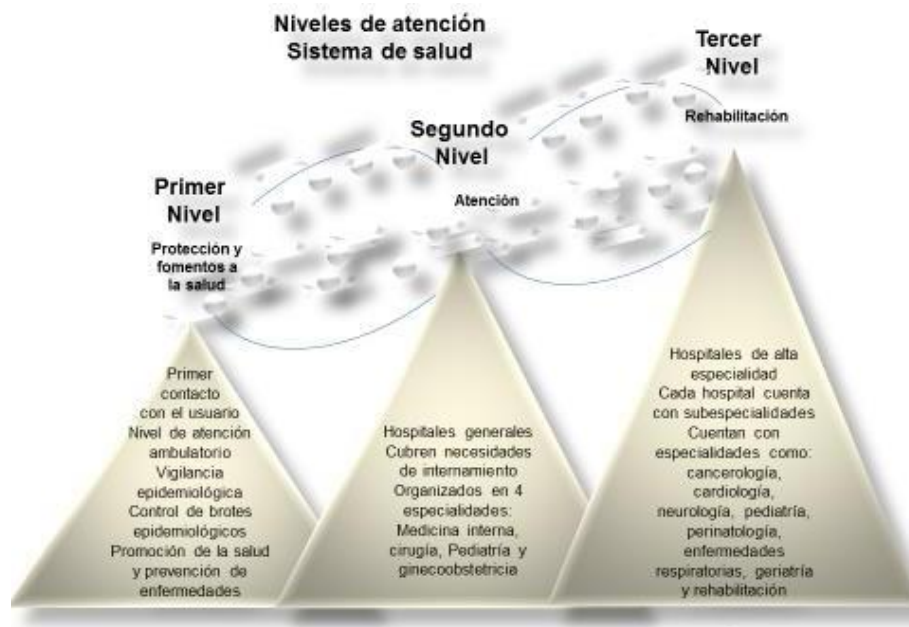 Niveles de atención
Sistema de salud
Primer
Nivel
Protección y
fomentos a
la salud
Primer
contacto
con el usuario
Nivel de atención
ambulatorio
Vigilancia
epidemiológica
Control de brotes
epidemiológicos
Promoción de la salud
y prevención de
enfermedades
Segundo
Nivel
Atención
Hospitales generales
Cubren necesidades
de internamiento
Organizados en 4
especialidades:
Medicina interna,
cirugía, Pediatría y
ginecoobstetricia
Tercer
Nivel
Rehabilitación
Hospitales de alta
especialidad
Cada hospital cuenta
con subespecialidades
Cuentan con
especialidades como:
cancerología,
cardiología,
neurología, pediatría,
perinatología,
enfermedades
respiratorias, geriatría
y rehabilitación